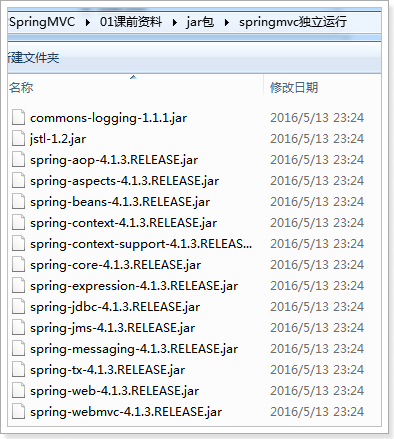 SpringMVC ▸ 01课前资料 ▸ jar包 ▸ springmvc独立运行
新建文件夹
名称 修改日期
commons-logging-1.1.1.jar 2016/5/13 23:24
jstl-1.2.jar 2016/5/13 23:24
spring-aop-4.1.3.RELEASE.jar 2016/5/13 23:24
spring-aspects-4.1.3.RELEASE.jar 2016/5/13 23:24
spring-beans-4.1.3.RELEASE.jar 2016/5/13 23:24
spring-context-4.1.3.RELEASE.jar 2016/5/13 23:24
spring-context-support-4.1.3.RELEAS... 2016/5/13 23:24
spring-core-4.1.3.RELEASE.jar 2016/5/13 23:24
spring-expression-4.1.3.RELEASE.jar 2016/5/13 23:24
spring-jdbc-4.1.3.RELEASE.jar 2016/5/13 23:24
spring-jms-4.1.3.RELEASE.jar 2016/5/13 23:24
spring-messaging-4.1.3.RELEASE.jar 2016/5/13 23:24
spring-tx-4.1.3.RELEASE.jar 2016/5/13 23:24
spring-web-4.1.3.RELEASE.jar 2016/5/13 23:24
spring-webmvc-4.1.3.RELEASE.jar 2016/5/13 23:24